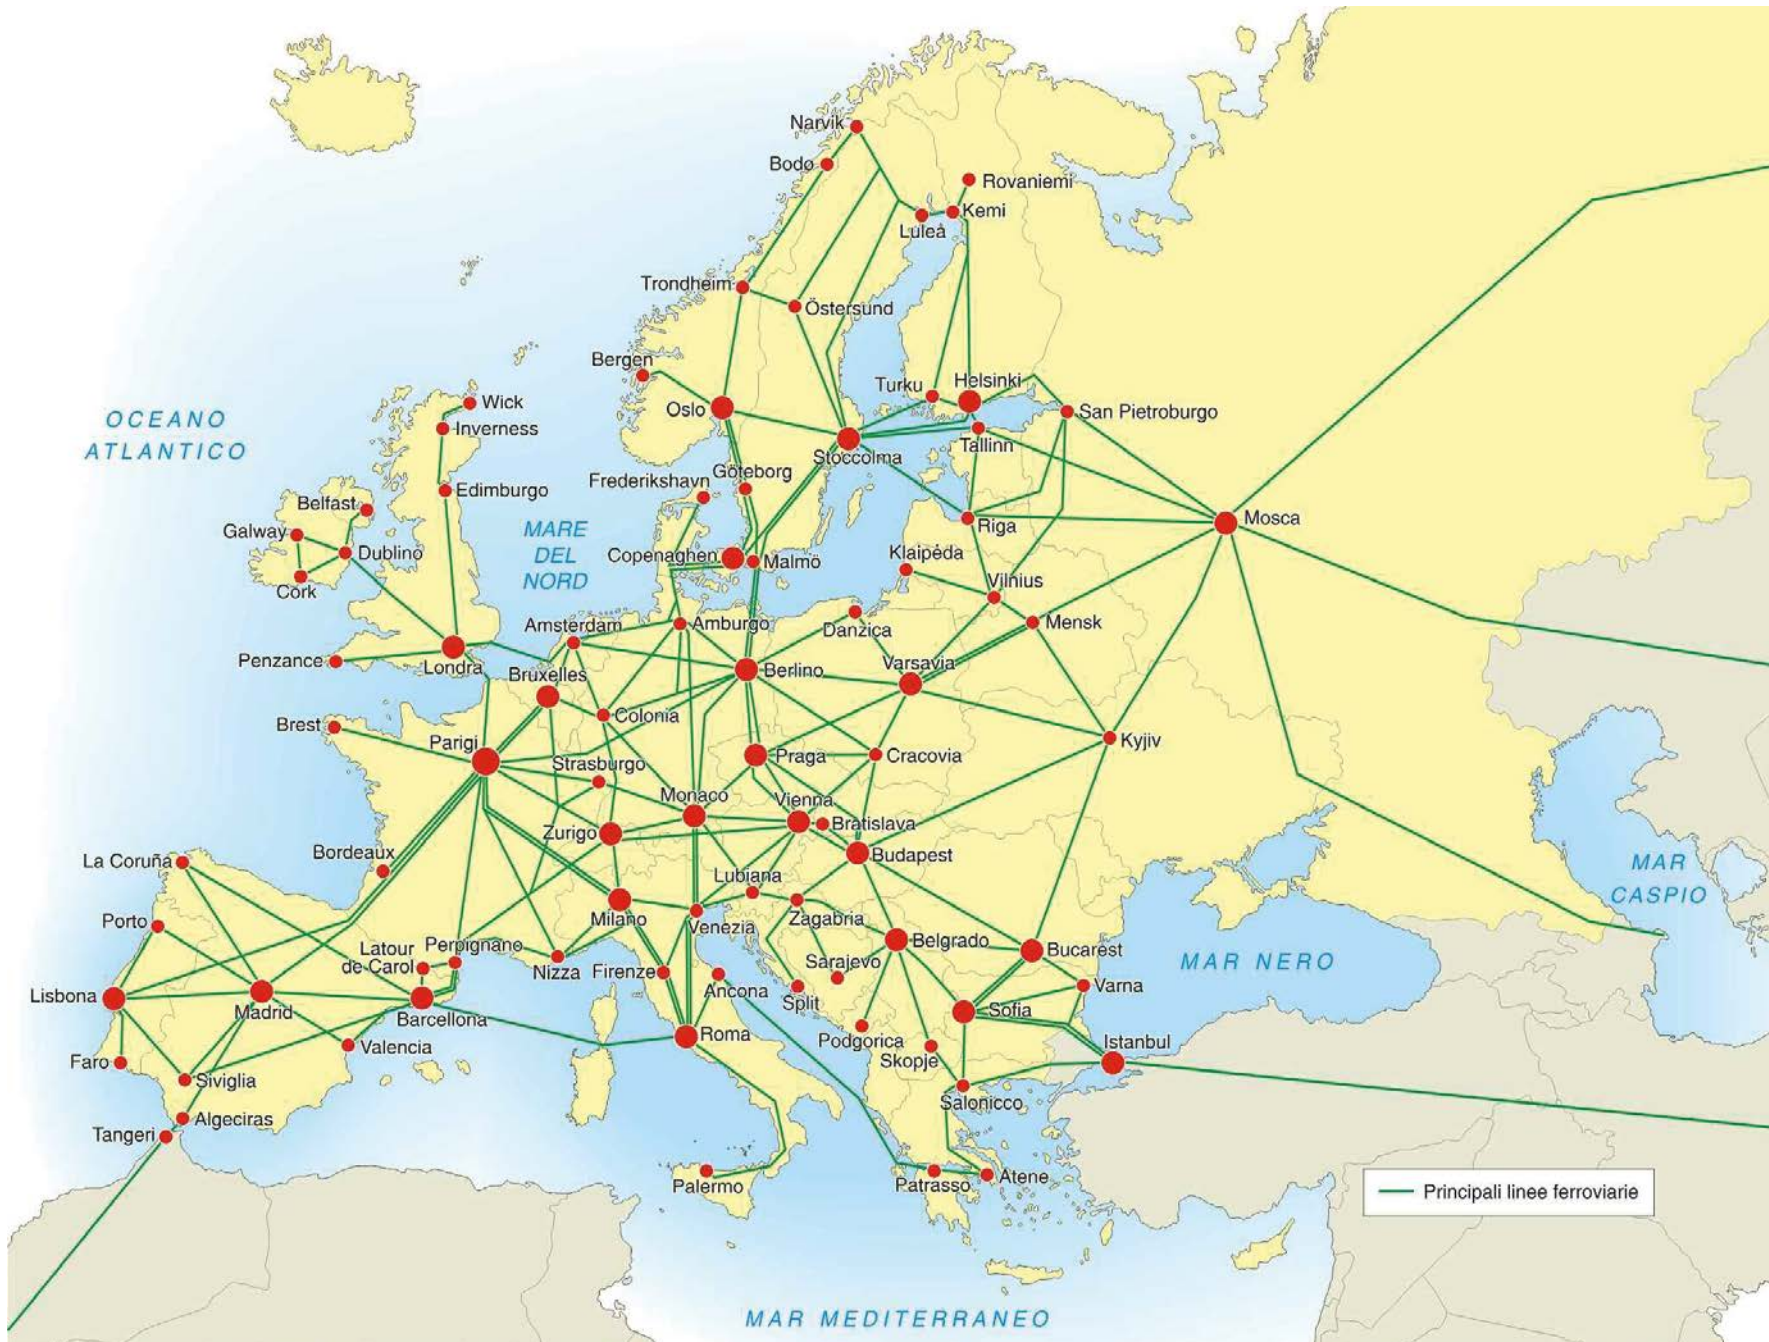 Narvik
Bodø
Rovaniemi
Kemi
Luleå
Trondheim
Östersund
Bergen
Turku
Helsinki
Oslo
San Pietroburgo
Tallinn
Stoccolma
OCEANO
ATLANTICO
Wick
Inverness
Göteborg
Frederikshavn
Edimburgo
Belfast
Galway
Dublino
Cork
MARE
DEL
NORD
Copenaghen
Malmö
Riga
Mosca
Klaipėda
Vilnius
Mensk
Amsterdam
Amburgo
Danzica
Penzance
Londra
Bruxelles
Berlino
Varsavia
Brest
Colonia
Parigi
Praga
Cracovia
Kyjiv
Strasburgo
Monaco
Vienna
Zurigo
Bratislava
Bordeaux
Budapest
La Coruña
Lubiana
MAR
CASPIO
Porto
Milano
Venezia
Zagabria
Latour
de Carol
Perpignano
Nizza
Firenze
Ancona
Sarajevo
Split
Belgrado
Bucarest
MAR NERO
Varna
Lisbona
Madrid
Barcellona
Sofia
Roma
Podgorica
Skopje
Istanbul
Faro
Siviglia
Valencia
Salonicco
Algeciras
Tangeri
Palermo
Patrasso
Atene
Principali linee ferroviarie
MAR MEDITERRANEO